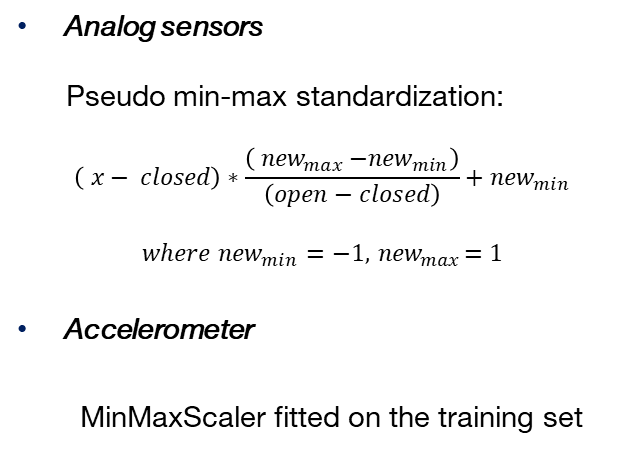 • Analog sensors
Pseudo min-max standardization:
( x − closed) * ( new_max − new_min ) / (open − closed) + new_min
where new_min = −1, new_max = 1
• Accelerometer
MinMaxScaler fitted on the training set